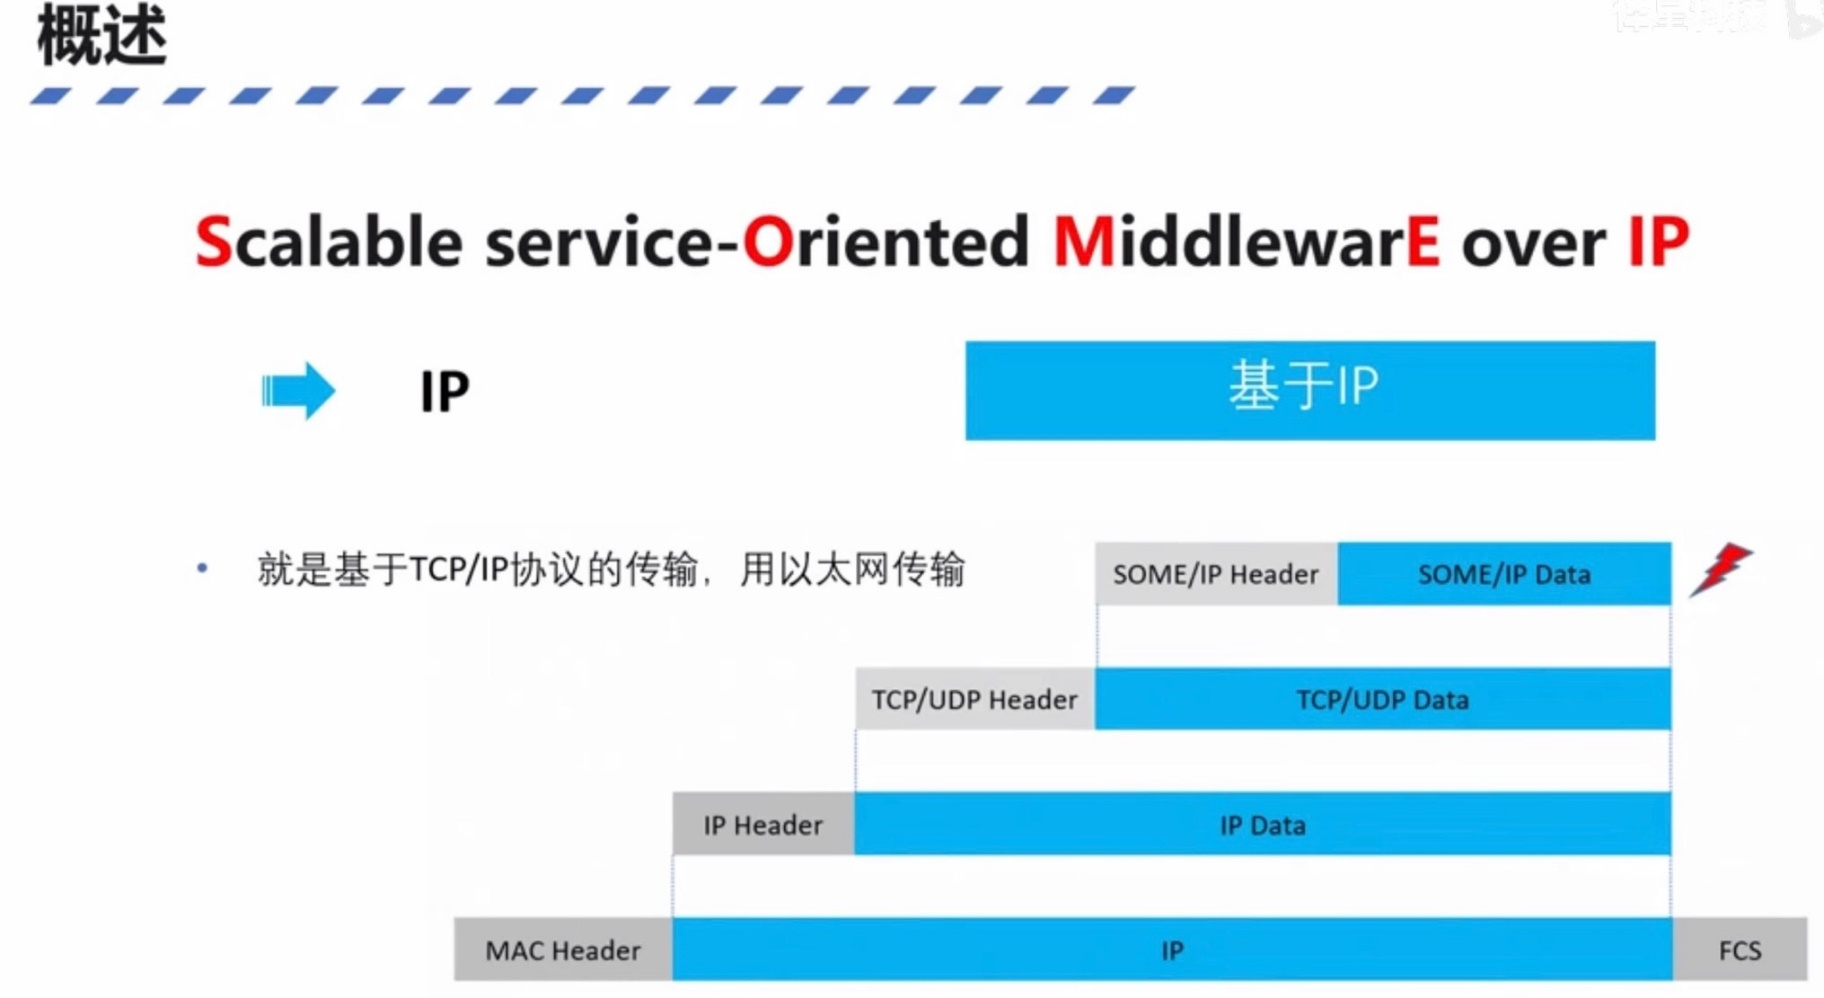 概述
Scalable service-Oriented MiddlewarE over IP
IP
基于IP
• 就是基于TCP/IP协议的传输，用以太网传输
SOME/IP Header SOME/IP Data
TCP/UDP Header TCP/UDP Data
IP Header IP Data
MAC Header IP FCS